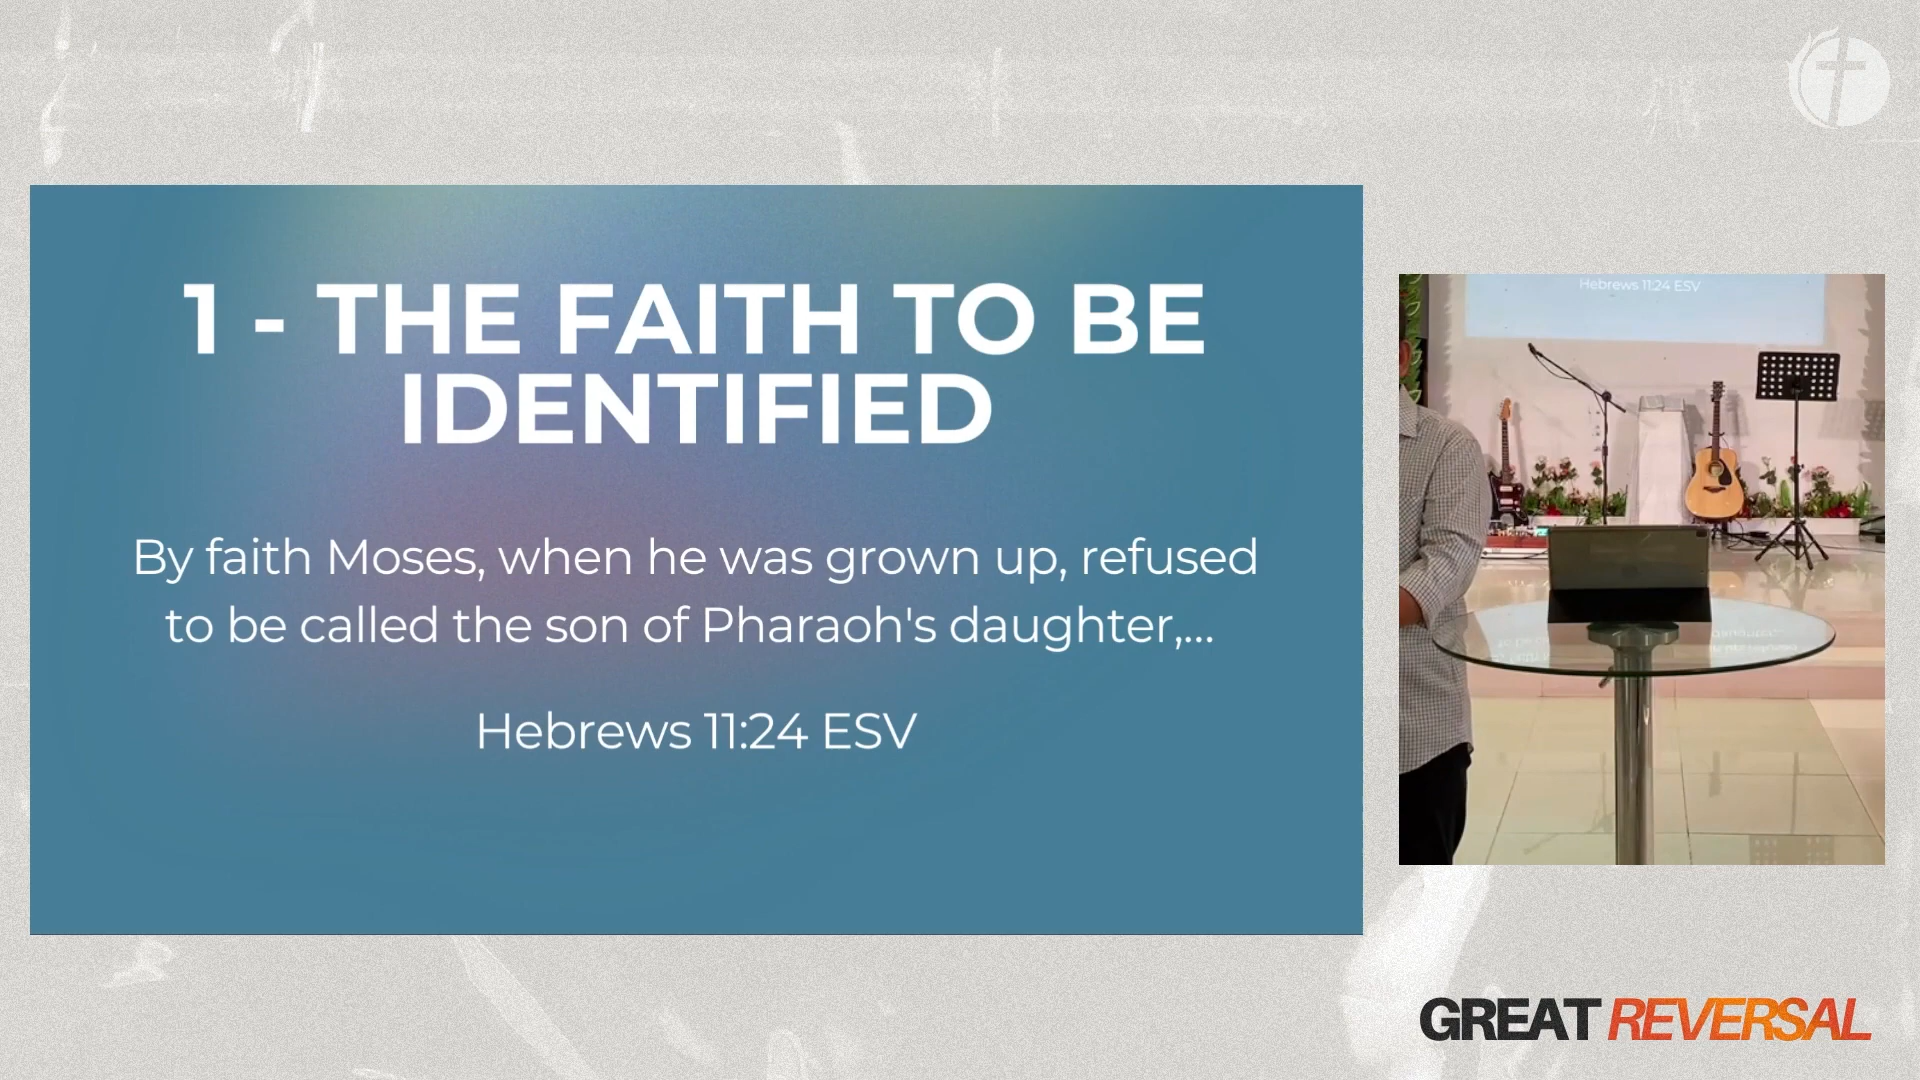 1 - THE FAITH TO BE
IDENTIFIED
By faith Moses, when he was grown up, refused
to be called the son of Pharaoh's daughter,...
Hebrews 11:24 ESV
Hebrews 11:24 ESV
GREAT REVERSAL